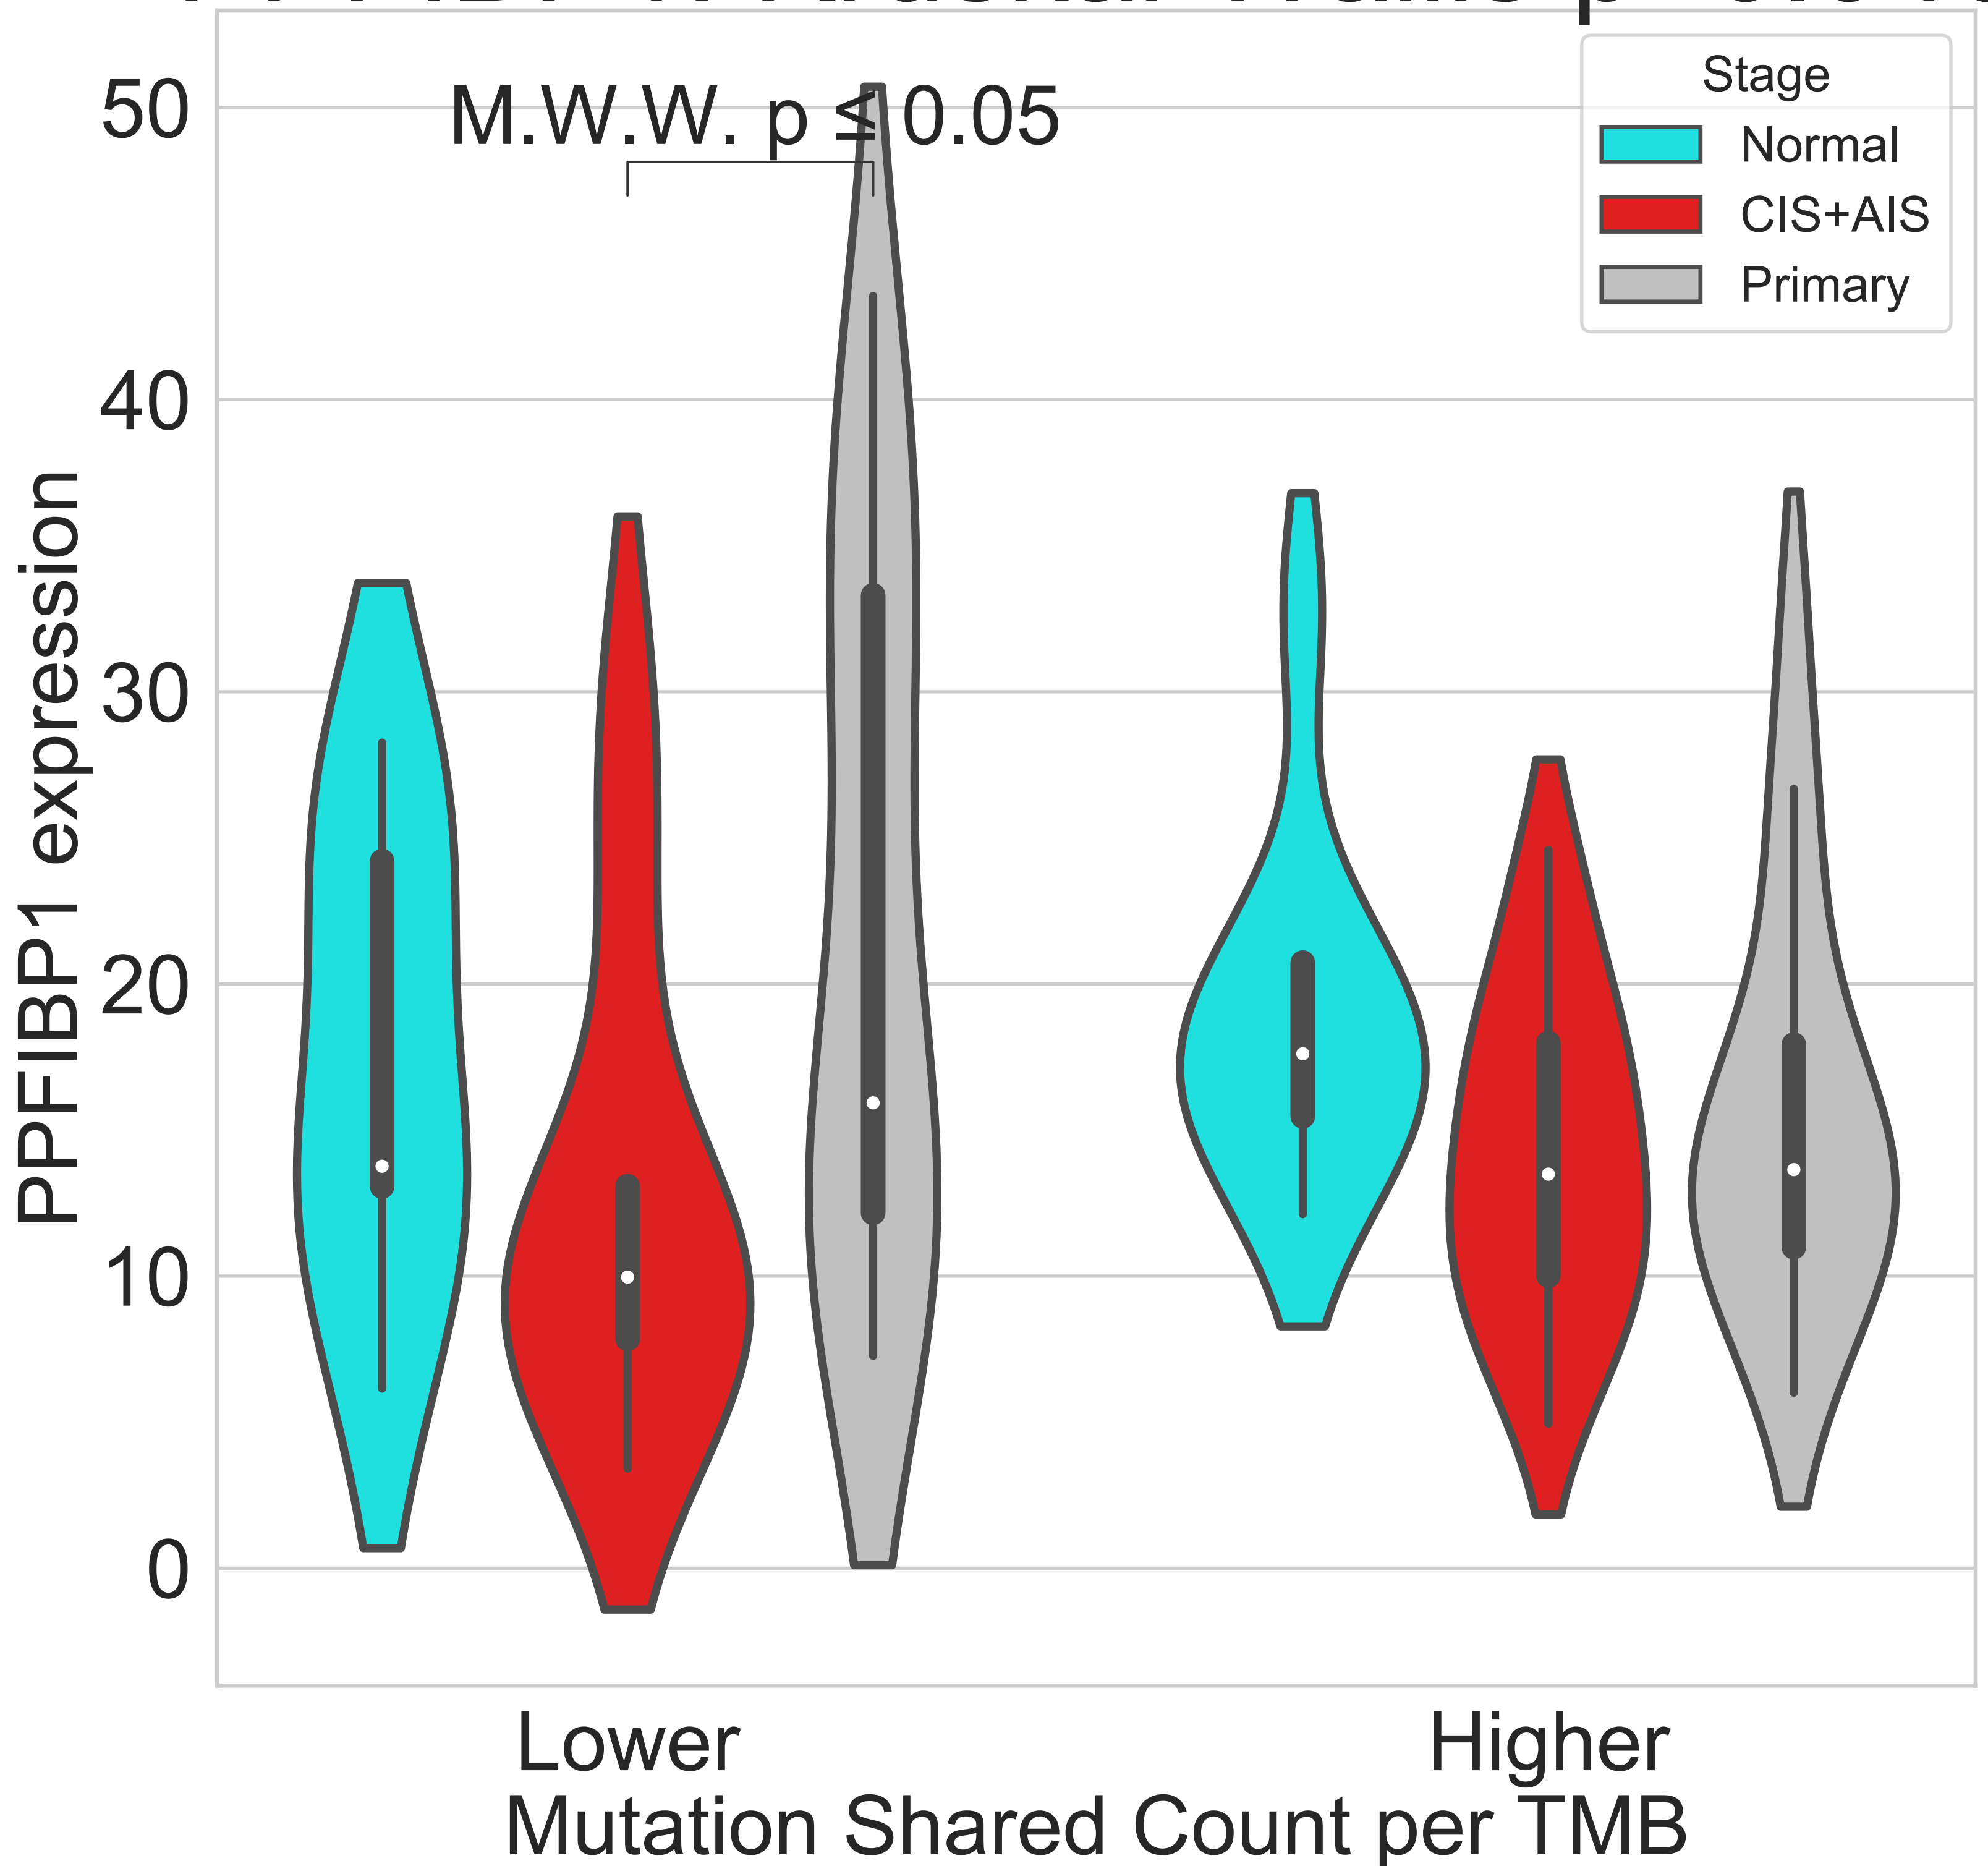 M.W.W. p ≤ 0.05
Stage
Normal
CIS+AIS
Primary
50
40
30
20
10
0
PPFIBP1 expression
Lower
Higher
Mutation Shared Count per TMB